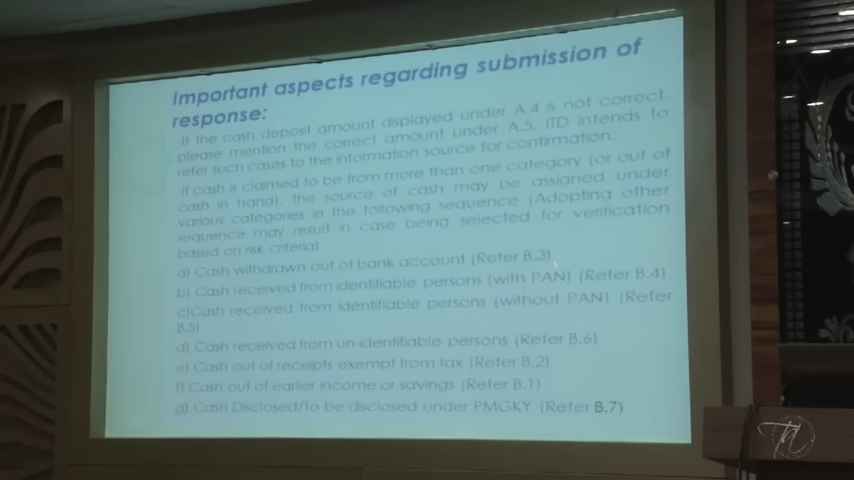 Important aspects regarding submission of
response:
If the cash deposit amount displayed under A.4 is not correct,
please mention the correct amount under A.5. ITD intends to
refer such cases to the information source for confirmation.
If cash is claimed to be from more than one category (or out of
cash in hand), the source of cash may be assigned under
various categories in the following sequence (Adopting other
sequence may result in case being selected for verification
based on risk criteria)
a) Cash withdrawn out of bank account (Refer B.3)
b) Cash received from identifiable persons (with PAN) (Refer B.4)
c)Cash received from identifiable persons (without PAN) (Refer
B.5)
d) Cash received from un-identifiable persons (Refer B.6)
e) Cash out of receipts exempt from tax (Refer B.2)
f) Cash out of earlier income or savings (Refer B.1)
g) Cash Disclosed/To be disclosed under PMGKY (Refer B.7)